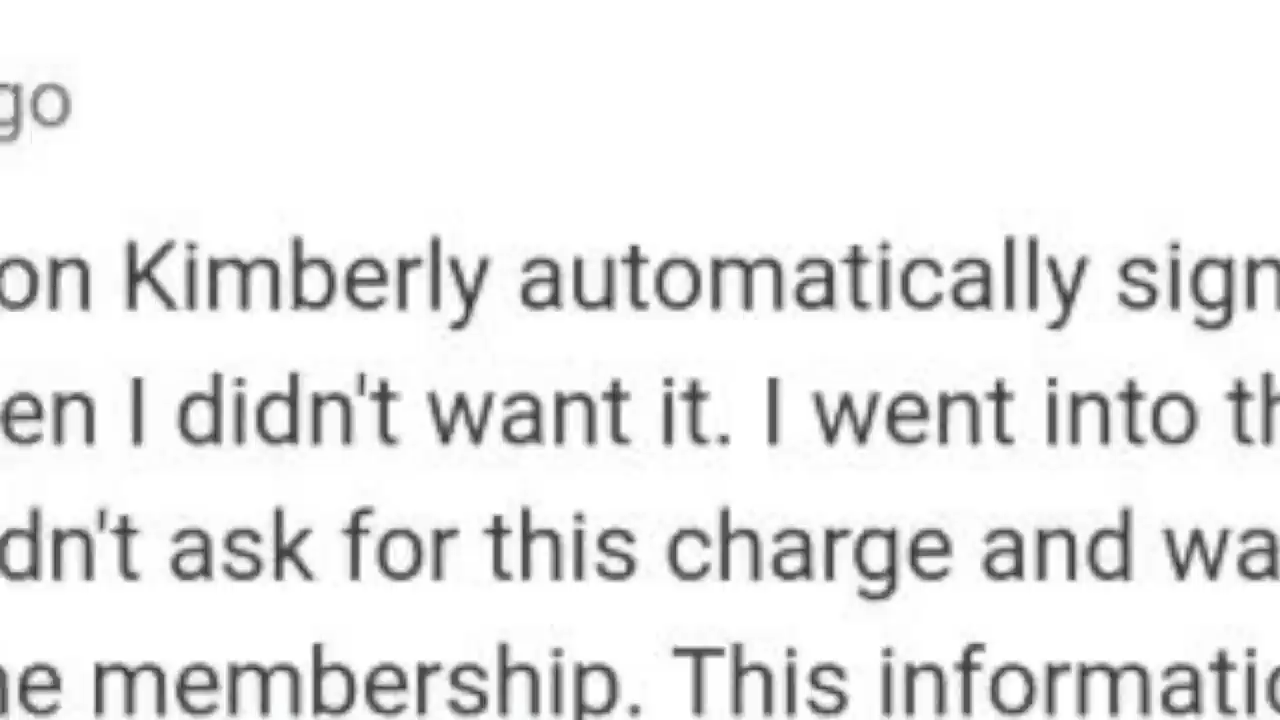 go
on Kimberly automatically sign
en I didn't want it. I went into th
dn't ask for this charge and wa
he membership. This informatio